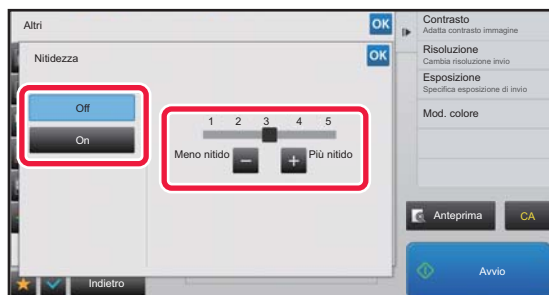 Altri
OK
Nitidezza
OK
Off
On
1 2 3 4 5
Meno nitido
Più nitido
Indietro
Contrasto
Adatta contrasto immagine
Risoluzione
Cambia risoluzione invio
Esposizione
Specifica esposizione di invio
Mod. colore
Anteprima
CA
Avvio